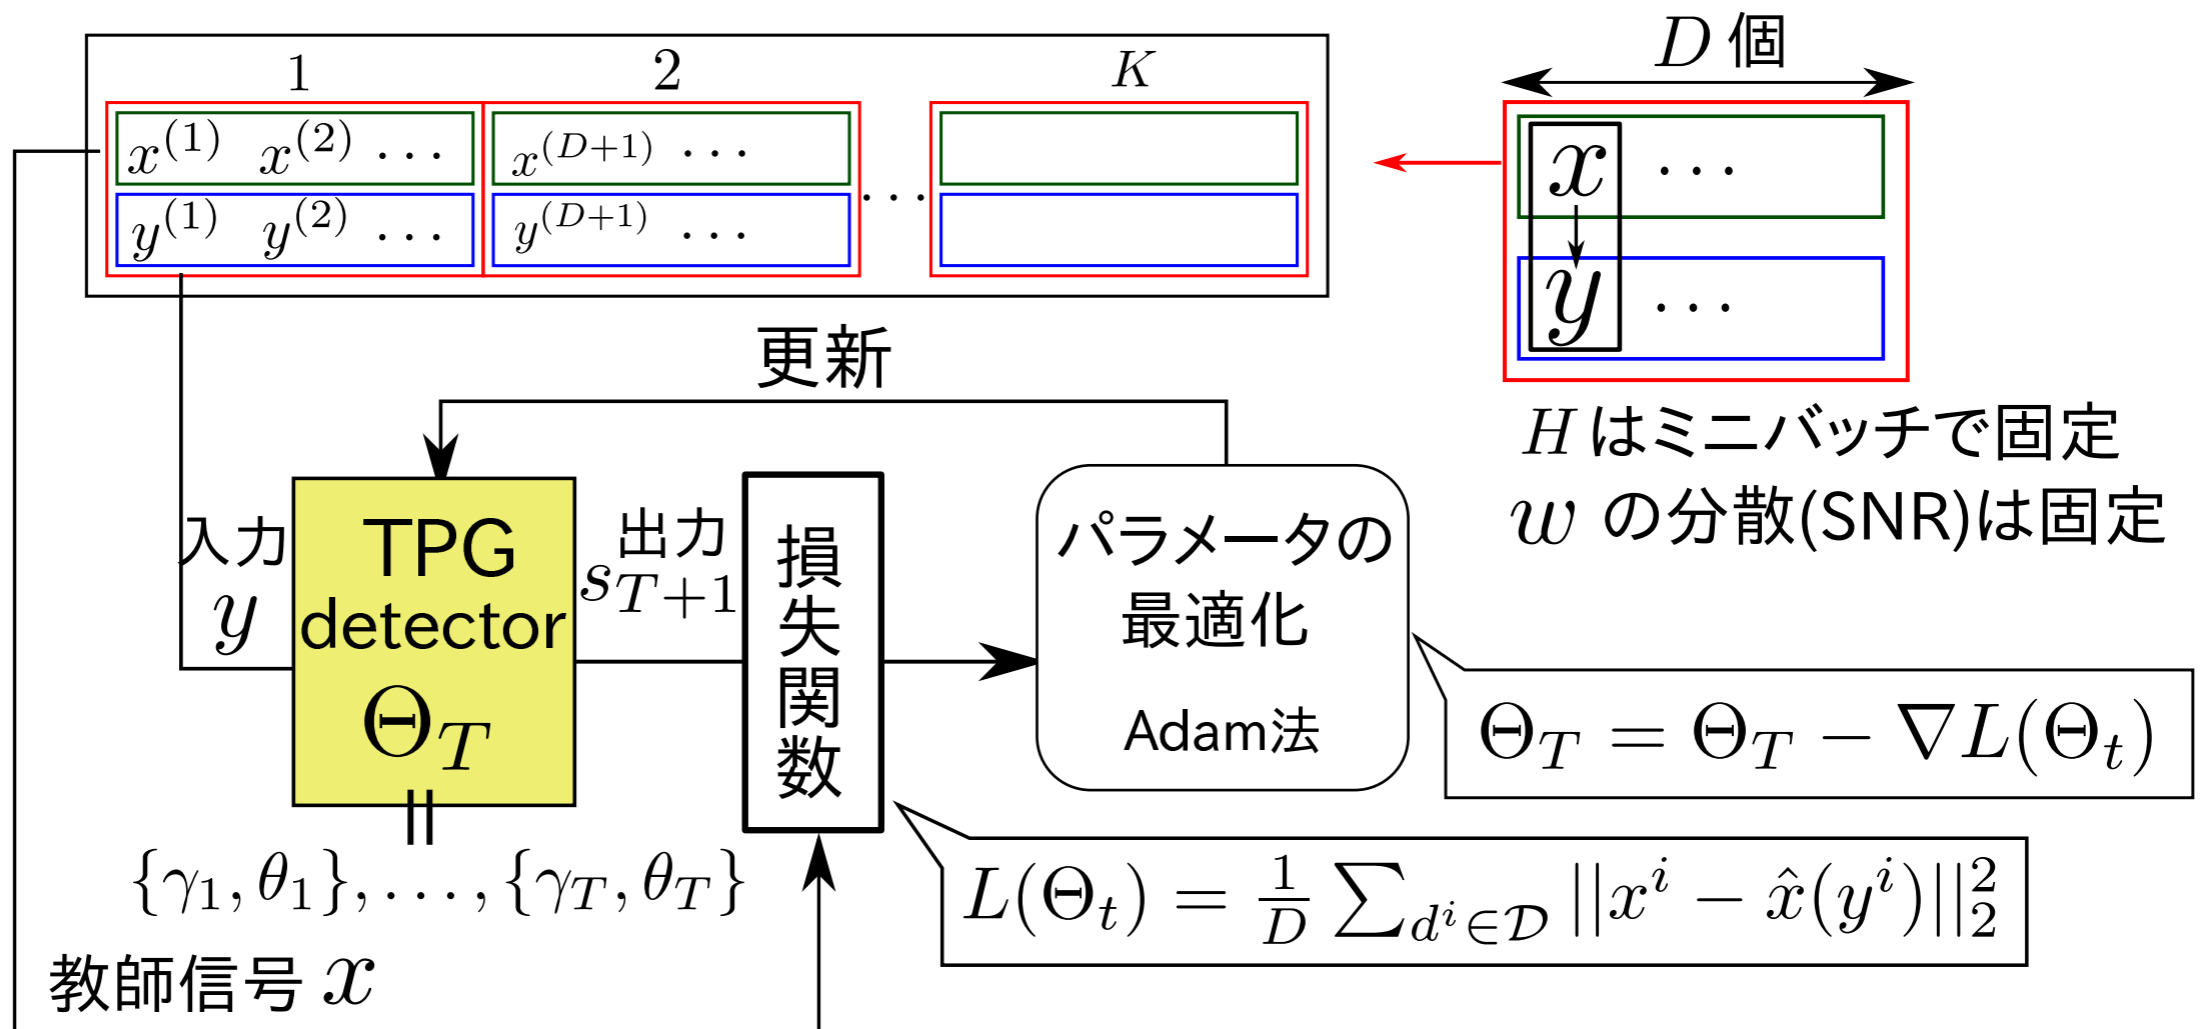 1 2 K
x^{(1)} x^{(2)} ⋯ x^{(D+1)} ⋯
y^{(1)} y^{(2)} ⋯ y^{(D+1)} ⋯
⋯
D 個
x ⋯
y ⋯
H はミニバッチで固定
w の分散(SNR)は固定
更新
入力
y
TPG
detector
Θ_T
{γ_1, θ_1}, …, {γ_T, θ_T}
出力
s_{T+1}
損失関数
パラメータの
最適化
Adam法
Θ_T = Θ_T − ∇L(Θ_t)
L(Θ_t) = \frac{1}{D} ∑_{d^i∈𝒟} ||x^i − x̂(y^i)||_2^2
教師信号 x